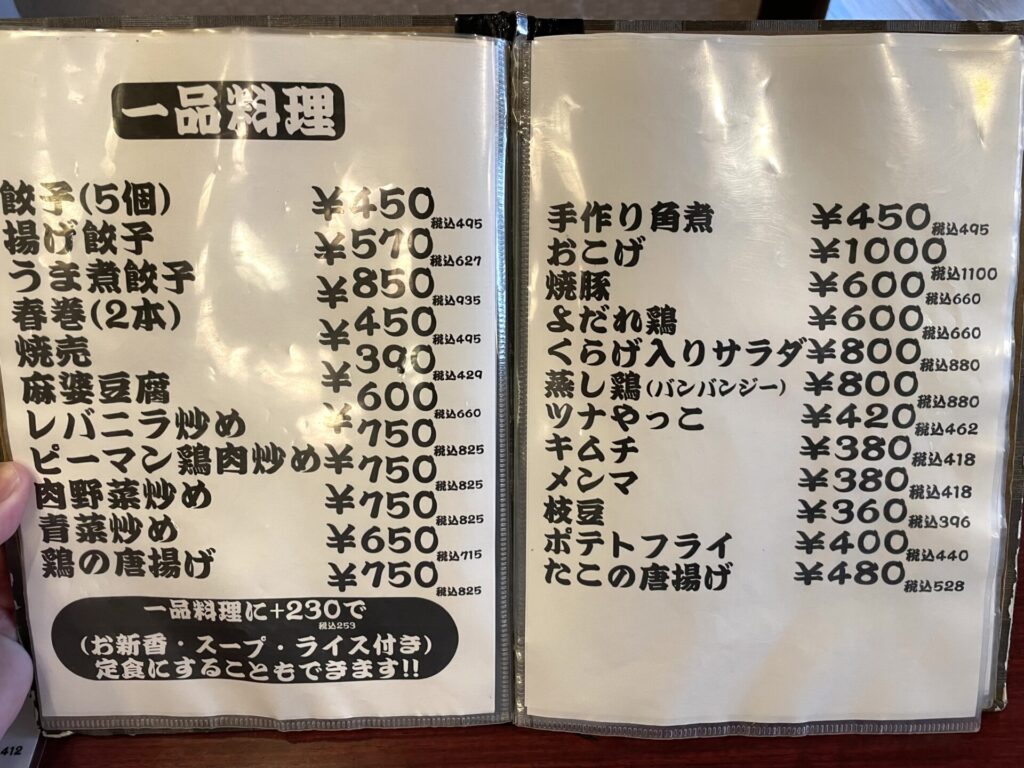 一品料理
餃子(5個) ¥450 税込495
揚げ餃子 ¥570 税込627
うま煮餃子 ¥850 税込935
春巻(2本) ¥450 税込495
焼売 ¥390 税込429
麻婆豆腐 ¥600 税込660
レバニラ炒め ¥750 税込825
ピーマン鶏肉炒め ¥750 税込825
肉野菜炒め ¥750 税込825
青菜炒め ¥650 税込715
鶏の唐揚げ ¥750 税込825
一品料理に+230で
税込253
(お新香・スープ・ライス付き)
定食にすることもできます!!
手作り角煮 ¥450 税込495
おこげ ¥1000 税込1100
焼豚 ¥600 税込660
よだれ鶏 ¥600 税込660
くらげ入りサラダ ¥800 税込880
蒸し鶏(バンバンジー) ¥800 税込880
ツナやっこ ¥420 税込462
キムチ ¥380 税込418
メンマ ¥380 税込418
枝豆 ¥360 税込396
ポテトフライ ¥400 税込440
たこの唐揚げ ¥480 税込528
412